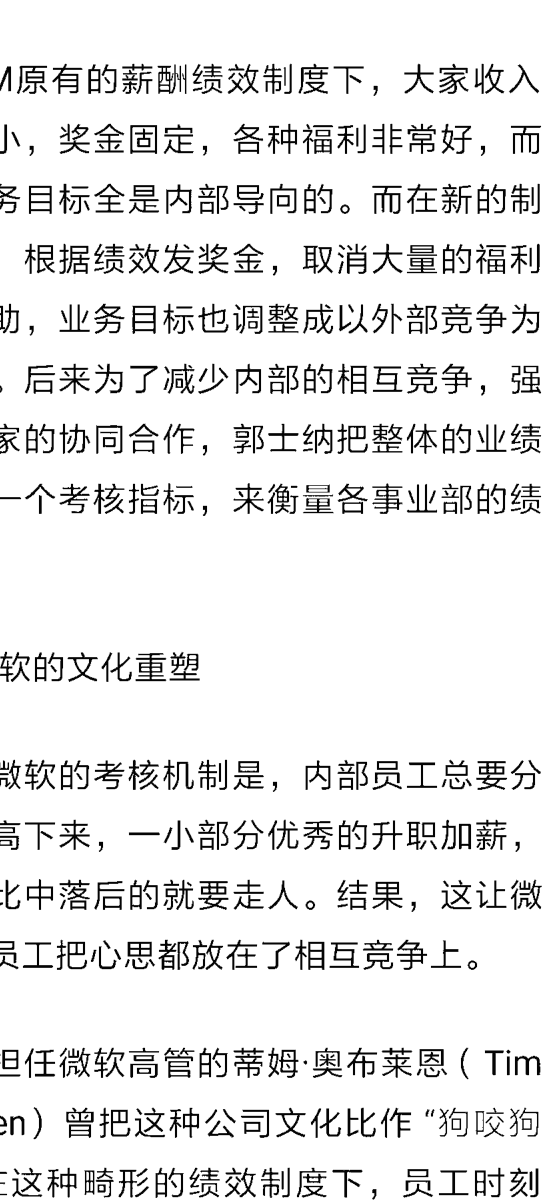 M原有的薪酬绩效制度下，大家收入
小，奖金固定，各种福利非常好，而
务目标全是内部导向的。而在新的制
根据绩效发奖金，取消大量的福利
助，业务目标也调整成以外部竞争为
。后来为了减少内部的相互竞争，强
家的协同合作，郭士纳把整体的业绩
一个考核指标，来衡量各事业部的绩
软的文化重塑
微软的考核机制是，内部员工总要分
高下来，一小部分优秀的升职加薪，
比中落后的就要走人。结果，这让微
员工把心思都放在了相互竞争上。
担任微软高管的蒂姆·奥布莱恩（Tim
en）曾把这种公司文化比作“狗咬狗
在这种畸形的绩效制度下，员工时刻